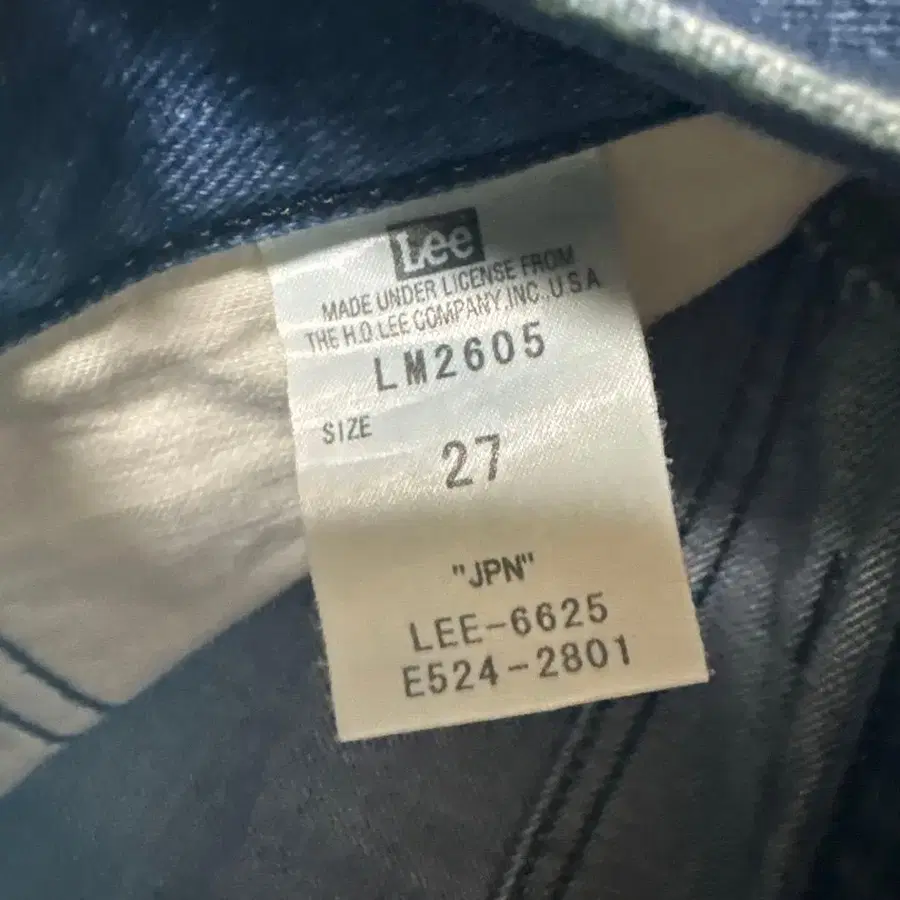 Lee
MADE UNDER LICENSE FROM
THE H.D.LEE COMPANY,INC.U.S.A
LM2605
SIZE
27
"JPN"
LEE-6625
E524-2801